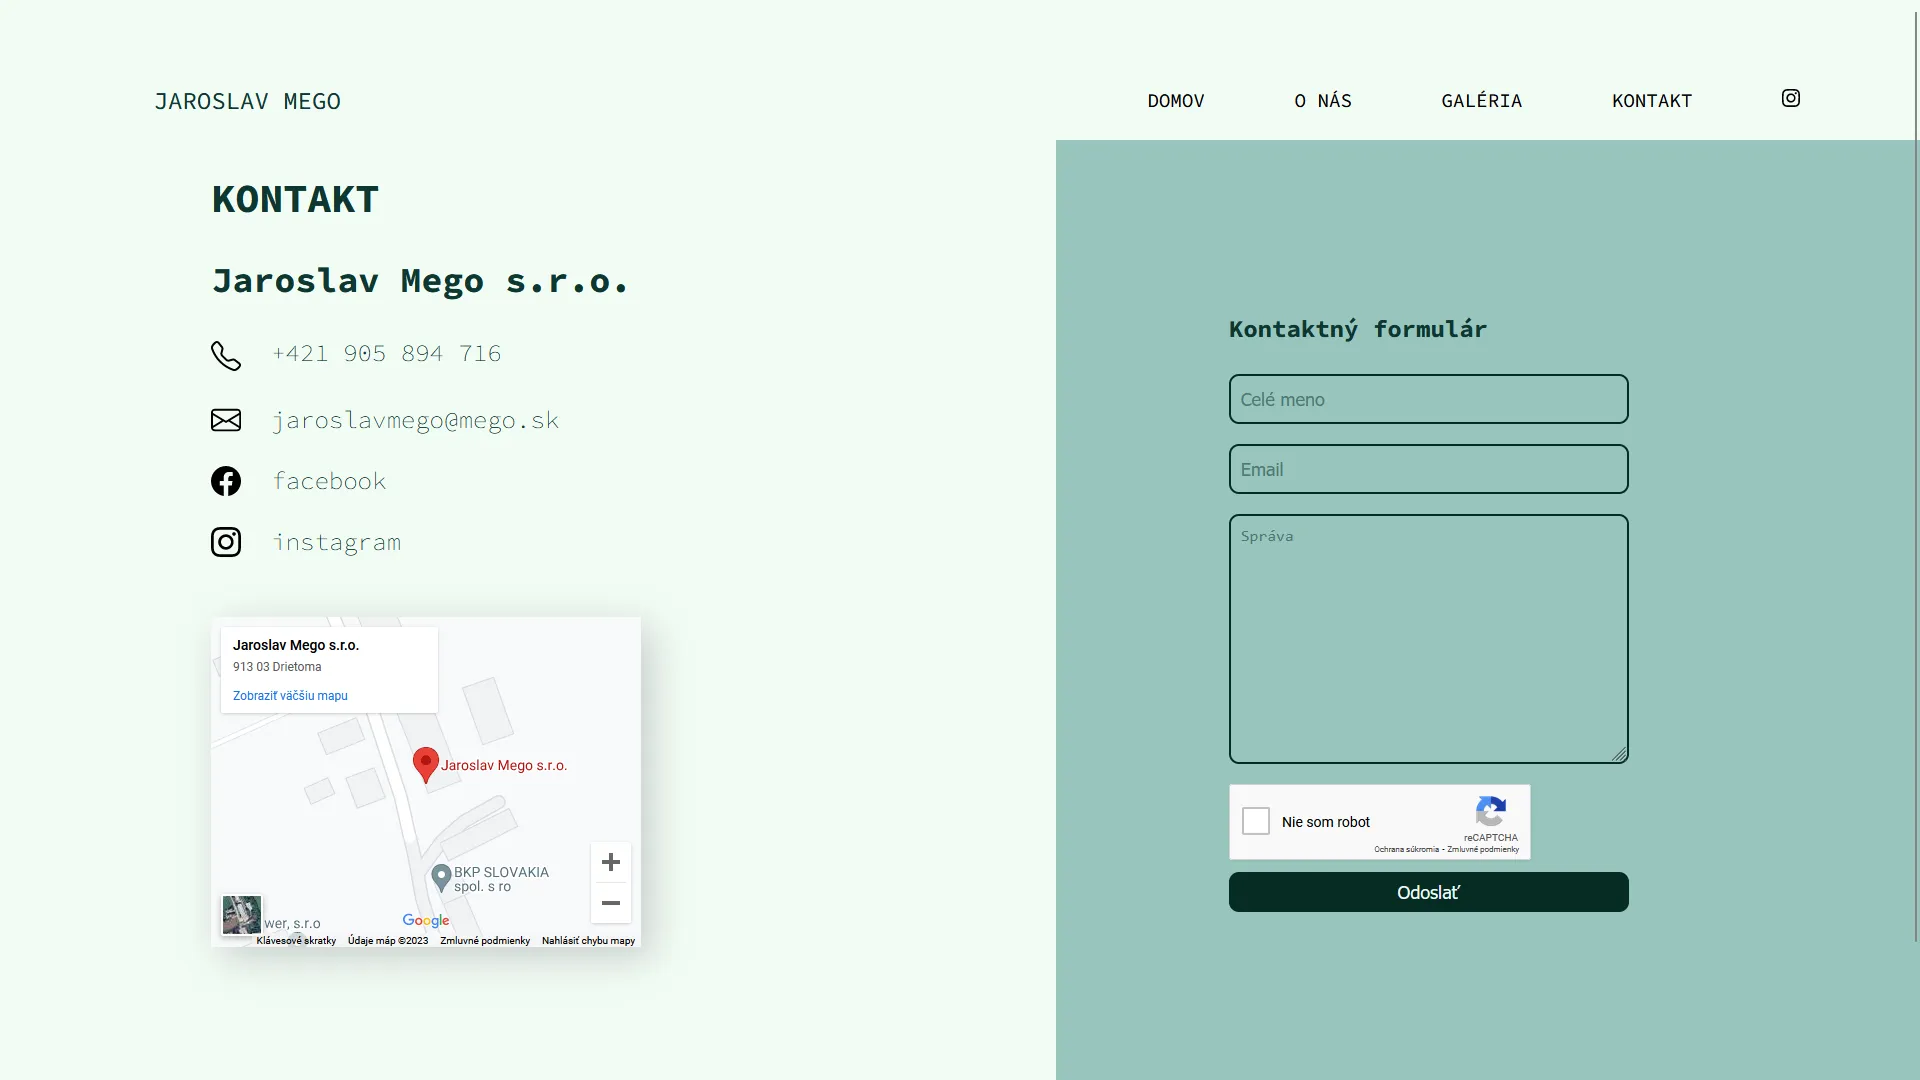 JAROSLAV MEGO
DOMOV
O NÁS
GALÉRIA
KONTAKT
KONTAKT
Jaroslav Mego s.r.o.
+421 905 894 716
jaroslavmego@mego.sk
facebook
instagram
Jaroslav Mego s.r.o.
913 03 Drietoma
Zobraziť väčšiu mapu
Jaroslav Mego s.r.o.
BKP SLOVAKIA
spol. s ro
wer, s.r.o
Google
Klávesové skratky
Údaje máp ©2023
Zmluvné podmienky
Nahlásiť chybu mapy
Kontaktný formulár
Celé meno
Email
Správa
Nie som robot
reCAPTCHA
Ochrana súkromia - Zmluvné podmienky
Odoslať